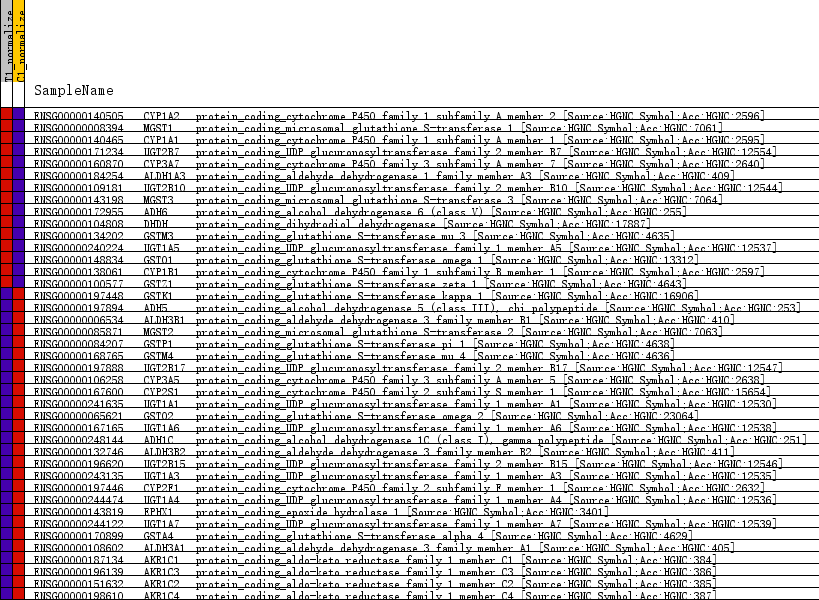 T1_normalize
C1_normalize
SampleName
ENSG00000140505 CYP1A2 protein_coding_cytochrome P450 family 1 subfamily A member 2 [Source:HGNC Symbol;Acc:HGNC:2596]
ENSG00000008394 MGST1 protein_coding_microsomal glutathione S-transferase 1 [Source:HGNC Symbol;Acc:HGNC:7061]
ENSG00000140465 CYP1A1 protein_coding_cytochrome P450 family 1 subfamily A member 1 [Source:HGNC Symbol;Acc:HGNC:2595]
ENSG00000171234 UGT2B7 protein_coding_UDP glucuronosyltransferase family 2 member B7 [Source:HGNC Symbol;Acc:HGNC:12554]
ENSG00000160870 CYP3A7 protein_coding_cytochrome P450 family 3 subfamily A member 7 [Source:HGNC Symbol;Acc:HGNC:2640]
ENSG00000184254 ALDH1A3 protein_coding_aldehyde dehydrogenase 1 family member A3 [Source:HGNC Symbol;Acc:HGNC:409]
ENSG00000109181 UGT2B10 protein_coding_UDP glucuronosyltransferase family 2 member B10 [Source:HGNC Symbol;Acc:HGNC:12544]
ENSG00000143198 MGST3 protein_coding_microsomal glutathione S-transferase 3 [Source:HGNC Symbol;Acc:HGNC:7064]
ENSG00000172955 ADH6 protein_coding_alcohol dehydrogenase 6 (class V) [Source:HGNC Symbol;Acc:HGNC:255]
ENSG00000104808 DHDH protein_coding_dihydrodiol dehydrogenase [Source:HGNC Symbol;Acc:HGNC:17887]
ENSG00000134202 GSTM3 protein_coding_glutathione S-transferase mu 3 [Source:HGNC Symbol;Acc:HGNC:4635]
ENSG00000240224 UGT1A5 protein_coding_UDP glucuronosyltransferase family 1 member A5 [Source:HGNC Symbol;Acc:HGNC:12537]
ENSG00000148834 GSTO1 protein_coding_glutathione S-transferase omega 1 [Source:HGNC Symbol;Acc:HGNC:13312]
ENSG00000138061 CYP1B1 protein_coding_cytochrome P450 family 1 subfamily B member 1 [Source:HGNC Symbol;Acc:HGNC:2597]
ENSG00000100577 GSTZ1 protein_coding_glutathione S-transferase zeta 1 [Source:HGNC Symbol;Acc:HGNC:4643]
ENSG00000197448 GSTK1 protein_coding_glutathione S-transferase kappa 1 [Source:HGNC Symbol;Acc:HGNC:16906]
ENSG00000197894 ADH5 protein_coding_alcohol dehydrogenase 5 (class III), chi polypeptide [Source:HGNC Symbol;Acc:HGNC:253]
ENSG00000006534 ALDH3B1 protein_coding_aldehyde dehydrogenase 3 family member B1 [Source:HGNC Symbol;Acc:HGNC:410]
ENSG00000085871 MGST2 protein_coding_microsomal glutathione S-transferase 2 [Source:HGNC Symbol;Acc:HGNC:7063]
ENSG00000084207 GSTP1 protein_coding_glutathione S-transferase pi 1 [Source:HGNC Symbol;Acc:HGNC:4638]
ENSG00000168765 GSTM4 protein_coding_glutathione S-transferase mu 4 [Source:HGNC Symbol;Acc:HGNC:4636]
ENSG00000197888 UGT2B17 protein_coding_UDP glucuronosyltransferase family 2 member B17 [Source:HGNC Symbol;Acc:HGNC:12547]
ENSG00000106258 CYP3A5 protein_coding_cytochrome P450 family 3 subfamily A member 5 [Source:HGNC Symbol;Acc:HGNC:2638]
ENSG00000167600 CYP2S1 protein_coding_cytochrome P450 family 2 subfamily S member 1 [Source:HGNC Symbol;Acc:HGNC:15654]
ENSG00000241635 UGT1A1 protein_coding_UDP glucuronosyltransferase family 1 member A1 [Source:HGNC Symbol;Acc:HGNC:12530]
ENSG00000065621 GSTO2 protein_coding_glutathione S-transferase omega 2 [Source:HGNC Symbol;Acc:HGNC:23064]
ENSG00000167165 UGT1A6 protein_coding_UDP glucuronosyltransferase family 1 member A6 [Source:HGNC Symbol;Acc:HGNC:12538]
ENSG00000248144 ADH1C protein_coding_alcohol dehydrogenase 1C (class I), gamma polypeptide [Source:HGNC Symbol;Acc:HGNC:251]
ENSG00000132746 ALDH3B2 protein_coding_aldehyde dehydrogenase 3 family member B2 [Source:HGNC Symbol;Acc:HGNC:411]
ENSG00000196620 UGT2B15 protein_coding_UDP glucuronosyltransferase family 2 member B15 [Source:HGNC Symbol;Acc:HGNC:12546]
ENSG00000243135 UGT1A3 protein_coding_UDP glucuronosyltransferase family 1 member A3 [Source:HGNC Symbol;Acc:HGNC:12535]
ENSG00000197446 CYP2F1 protein_coding_cytochrome P450 family 2 subfamily F member 1 [Source:HGNC Symbol;Acc:HGNC:2632]
ENSG00000244474 UGT1A4 protein_coding_UDP glucuronosyltransferase family 1 member A4 [Source:HGNC Symbol;Acc:HGNC:12536]
ENSG00000143819 EPHX1 protein_coding_epoxide hydrolase 1 [Source:HGNC Symbol;Acc:HGNC:3401]
ENSG00000244122 UGT1A7 protein_coding_UDP glucuronosyltransferase family 1 member A7 [Source:HGNC Symbol;Acc:HGNC:12539]
ENSG00000170899 GSTA4 protein_coding_glutathione S-transferase alpha 4 [Source:HGNC Symbol;Acc:HGNC:4629]
ENSG00000108602 ALDH3A1 protein_coding_aldehyde dehydrogenase 3 family member A1 [Source:HGNC Symbol;Acc:HGNC:405]
ENSG00000187134 AKR1C1 protein_coding_aldo-keto reductase family 1 member C1 [Source:HGNC Symbol;Acc:HGNC:384]
ENSG00000196139 AKR1C3 protein_coding_aldo-keto reductase family 1 member C3 [Source:HGNC Symbol;Acc:HGNC:386]
ENSG00000151632 AKR1C2 protein_coding_aldo-keto reductase family 1 member C2 [Source:HGNC Symbol;Acc:HGNC:385]
ENSG00000198610 AKR1C4 protein_coding_aldo-keto reductase family 1 member C4 [Source:HGNC Symbol;Acc:HGNC:387]